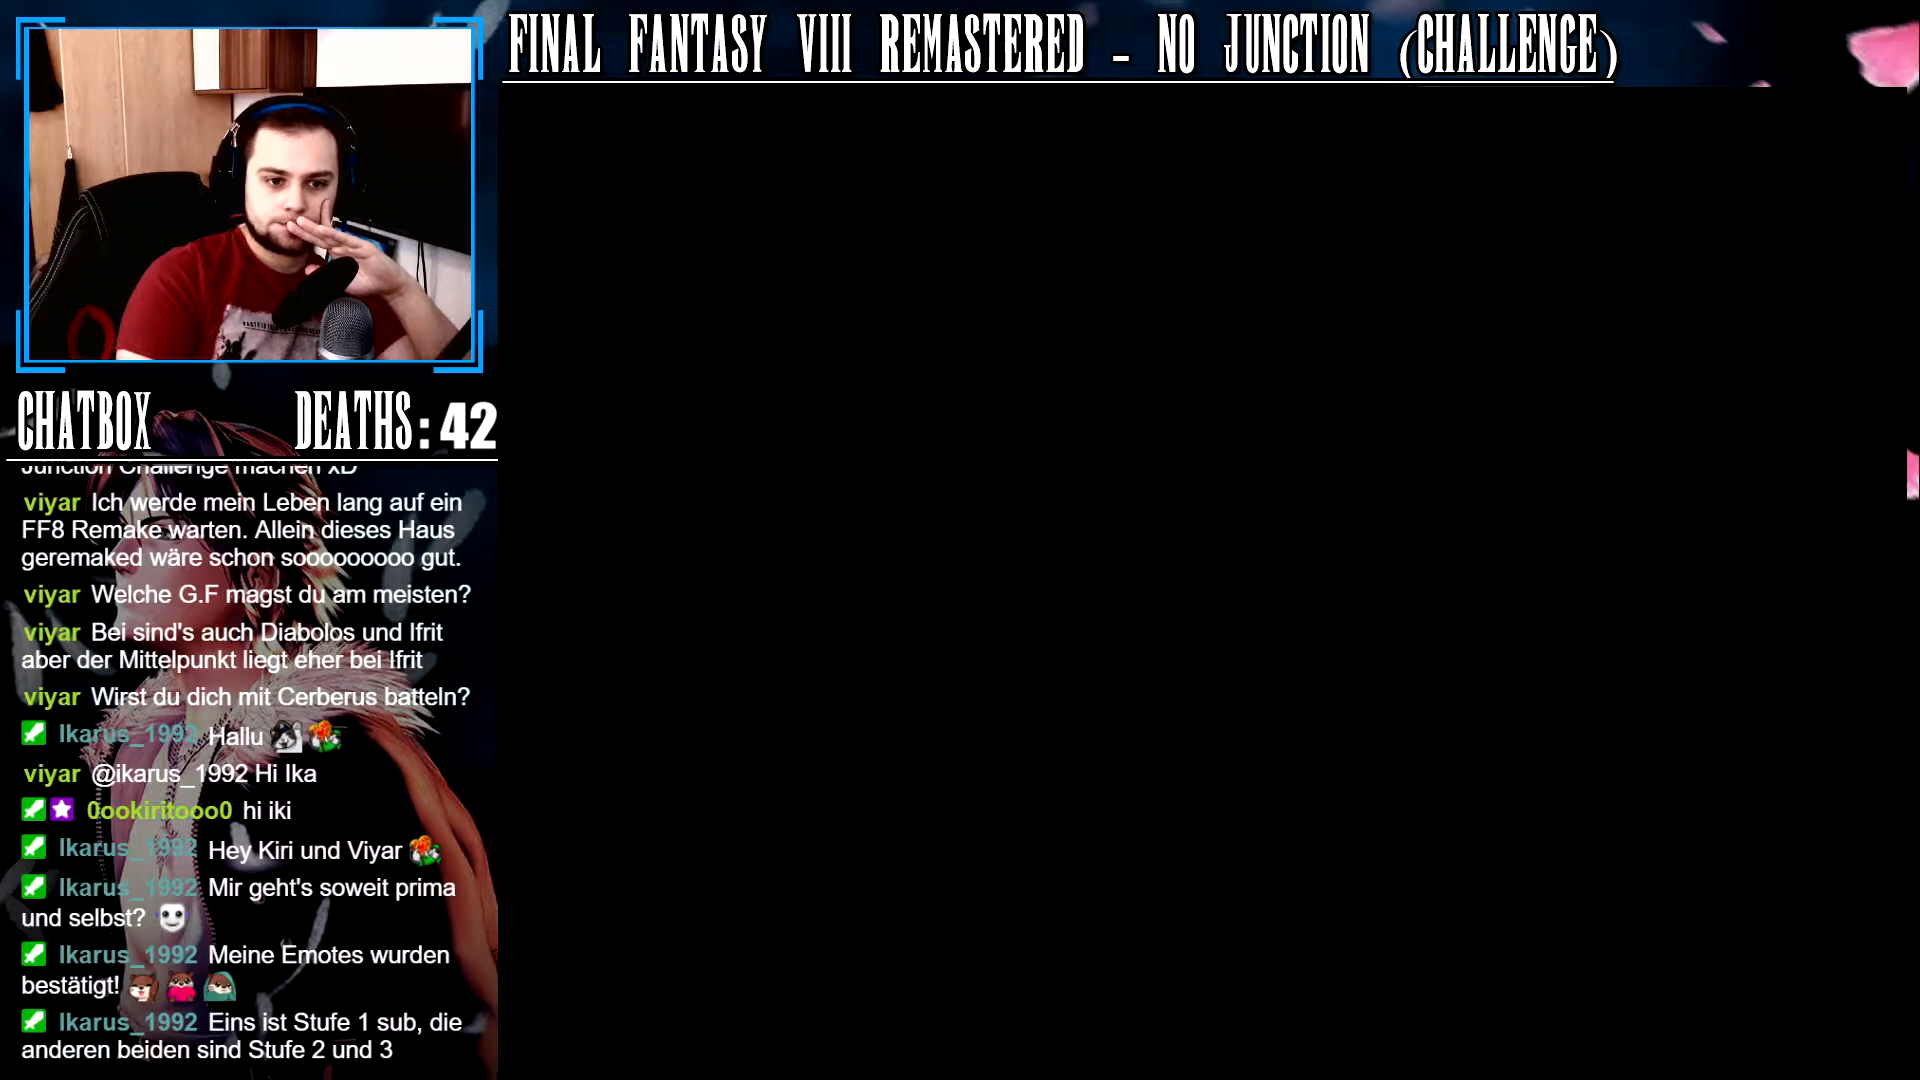 FINAL FANTASY VIII REMASTERED - NO JUNCTION (CHALLENGE)
CHATBOX DEATHS: 42
Junction Challenge machen xD
viyar Ich werde mein Leben lang auf ein
FF8 Remake warten. Allein dieses Haus
geremaked wäre schon sooooooooo gut.
viyar Welche G.F magst du am meisten?
viyar Bei sind's auch Diabolos und Ifrit
aber der Mittelpunkt liegt eher bei Ifrit
viyar Wirst du dich mit Cerberus batteln?
Ikarus_1992 Hallu
viyar @ikarus_1992 Hi Ika
0ookiritooo0 hi iki
Ikarus_1992 Hey Kiri und Viyar
Ikarus_1992 Mir geht's soweit prima
und selbst?
Ikarus_1992 Meine Emotes wurden
bestätigt!
Ikarus_1992 Eins ist Stufe 1 sub, die
anderen beiden sind Stufe 2 und 3